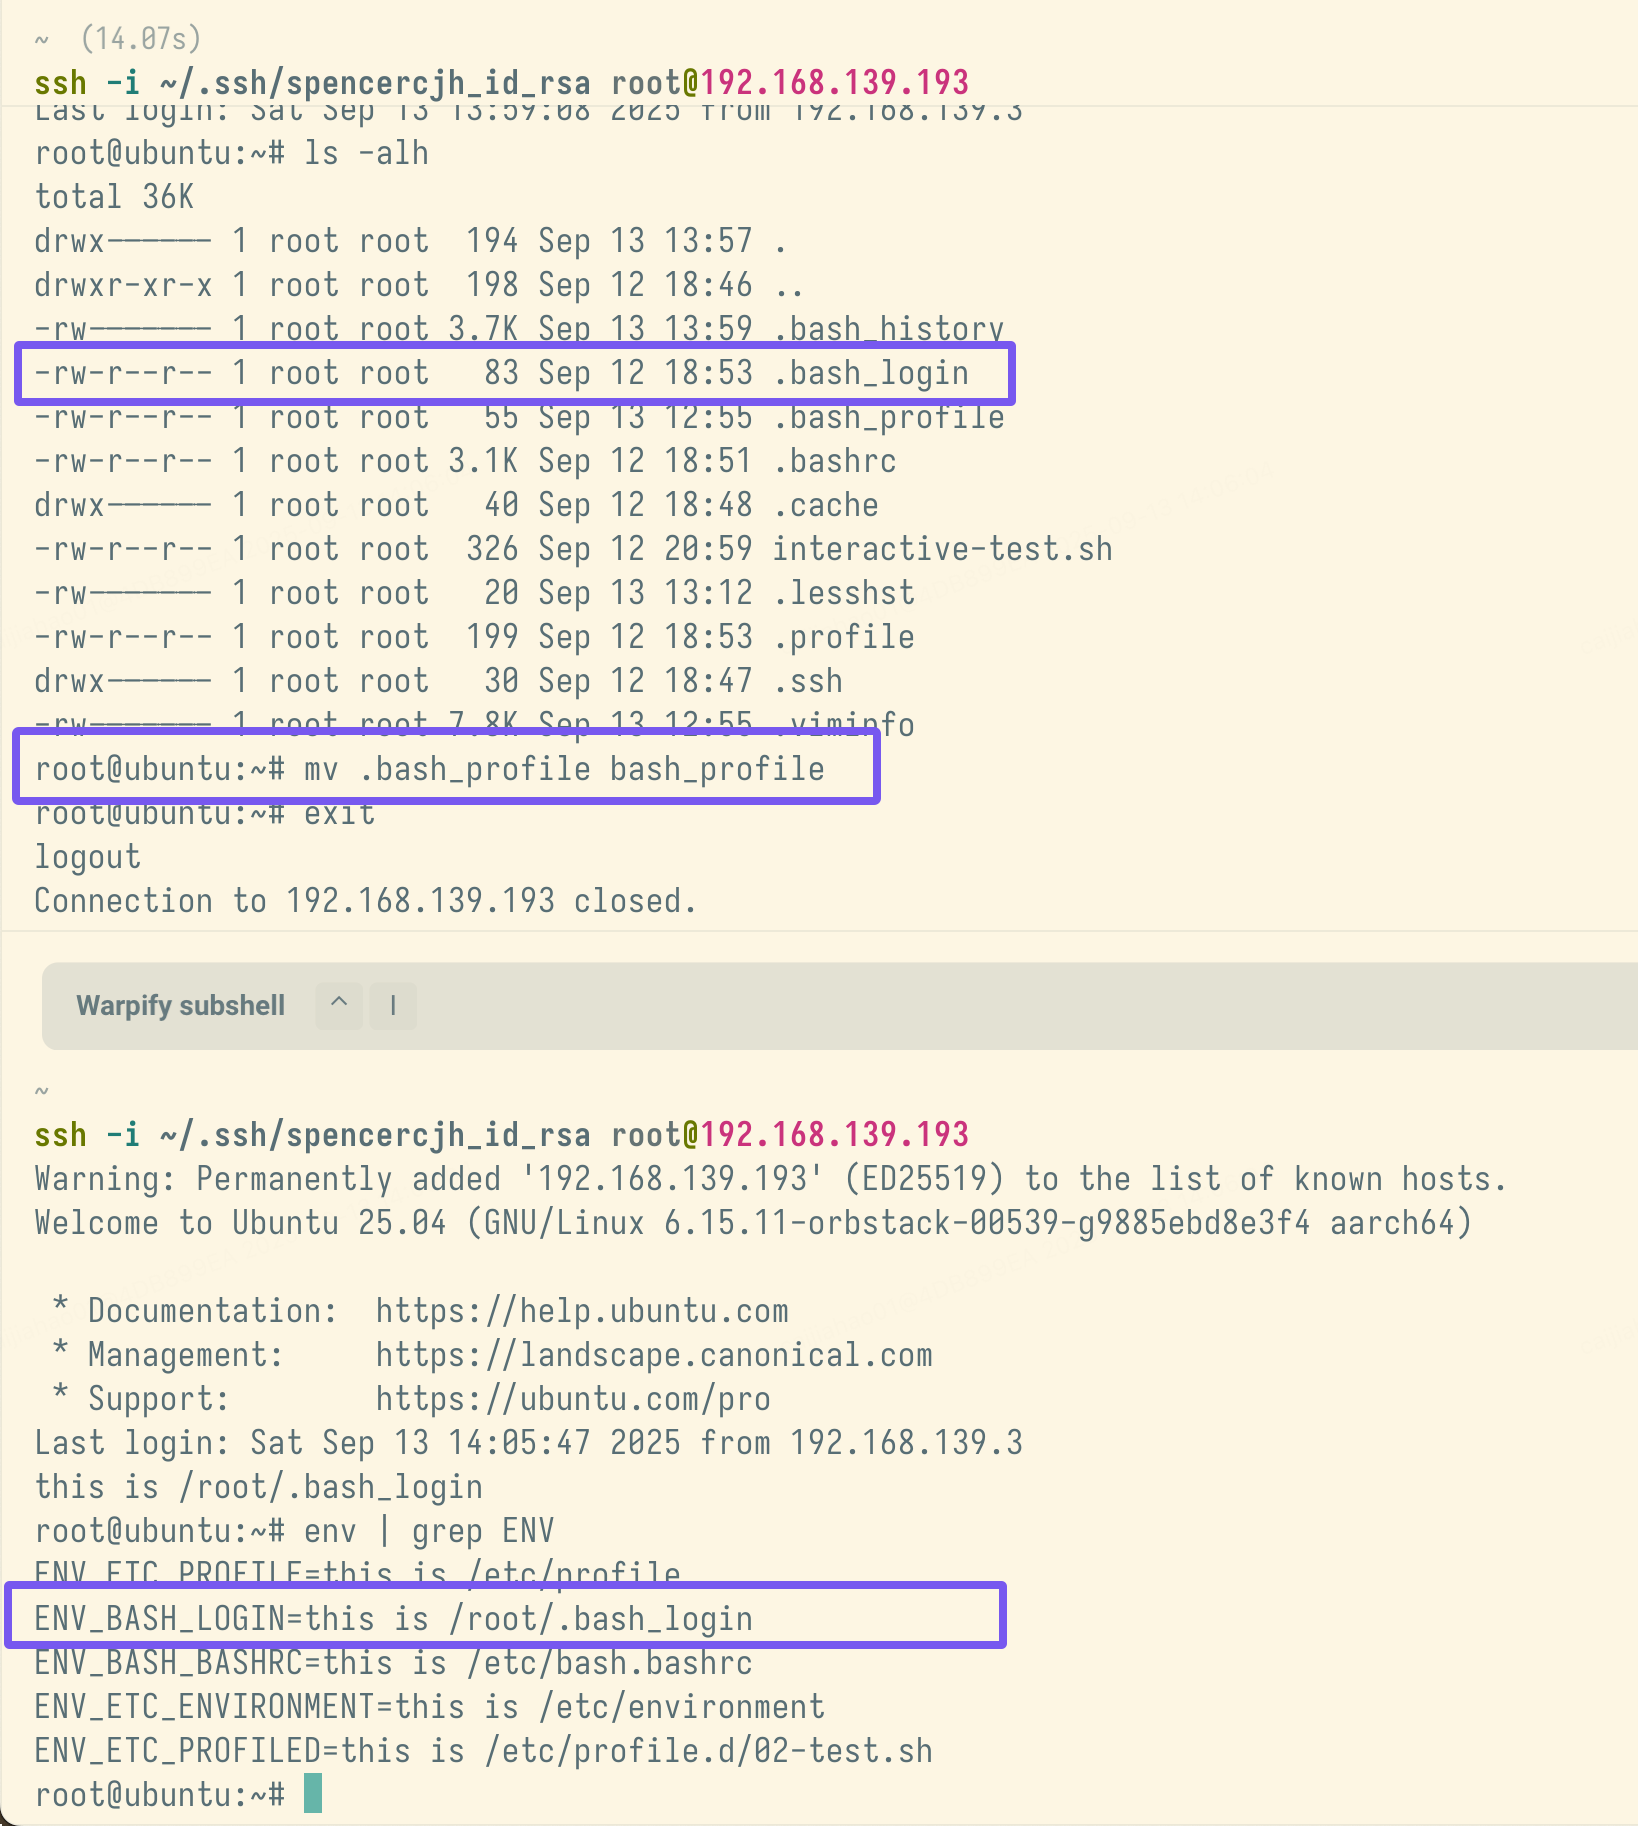 ~  (14.07s)
ssh -i ~/.ssh/spencercjh_id_rsa root@192.168.139.193
Last login: Sat Sep 13 13:59:08 2025 from 192.168.139.3
root@ubuntu:~# ls -alh
total 36K
drwx------ 1 root root  194 Sep 13 13:57 .
drwxr-xr-x 1 root root  198 Sep 12 18:46 ..
-rw------- 1 root root 3.7K Sep 13 13:59 .bash_history
-rw-r--r-- 1 root root   83 Sep 12 18:53 .bash_login
-rw-r--r-- 1 root root   55 Sep 13 12:55 .bash_profile
-rw-r--r-- 1 root root 3.1K Sep 12 18:51 .bashrc
drwx------ 1 root root   40 Sep 12 18:48 .cache
-rw-r--r-- 1 root root  326 Sep 12 20:59 interactive-test.sh
-rw------- 1 root root   20 Sep 13 13:12 .lesshst
-rw-r--r-- 1 root root  199 Sep 12 18:53 .profile
drwx------ 1 root root   30 Sep 12 18:47 .ssh
-rw------- 1 root root 7.8K Sep 13 12:55 .viminfo
root@ubuntu:~# mv .bash_profile bash_profile
root@ubuntu:~# exit
logout
Connection to 192.168.139.193 closed.
Warpify subshell ^ I
~
ssh -i ~/.ssh/spencercjh_id_rsa root@192.168.139.193
Warning: Permanently added '192.168.139.193' (ED25519) to the list of known hosts.
Welcome to Ubuntu 25.04 (GNU/Linux 6.15.11-orbstack-00539-g9885ebd8e3f4 aarch64)
 * Documentation:  https://help.ubuntu.com
 * Management:     https://landscape.canonical.com
 * Support:        https://ubuntu.com/pro
Last login: Sat Sep 13 14:05:47 2025 from 192.168.139.3
this is /root/.bash_login
root@ubuntu:~# env | grep ENV
ENV_ETC_PROFILE=this is /etc/profile
ENV_BASH_LOGIN=this is /root/.bash_login
ENV_BASH_BASHRC=this is /etc/bash.bashrc
ENV_ETC_ENVIRONMENT=this is /etc/environment
ENV_ETC_PROFILED=this is /etc/profile.d/02-test.sh
root@ubuntu:~#